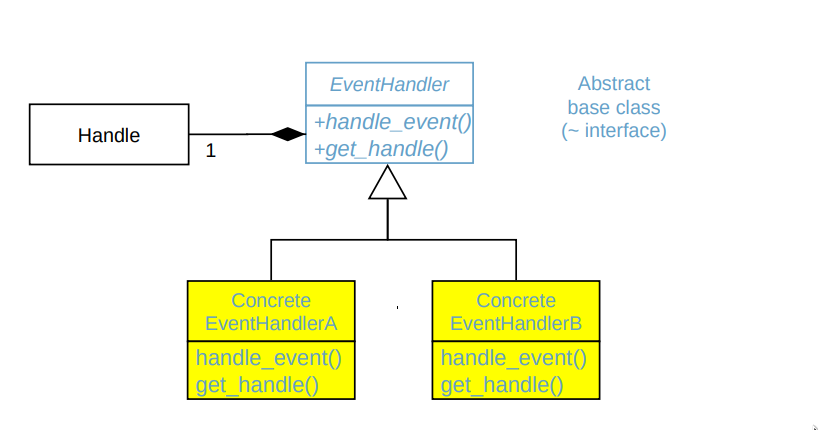 EventHandler
Abstract
base class
(~ interface)
Handle
1
+handle_event()
+get_handle()
Concrete
EventHandlerA
handle_event()
get_handle()
Concrete
EventHandlerB
handle_event()
get_handle()